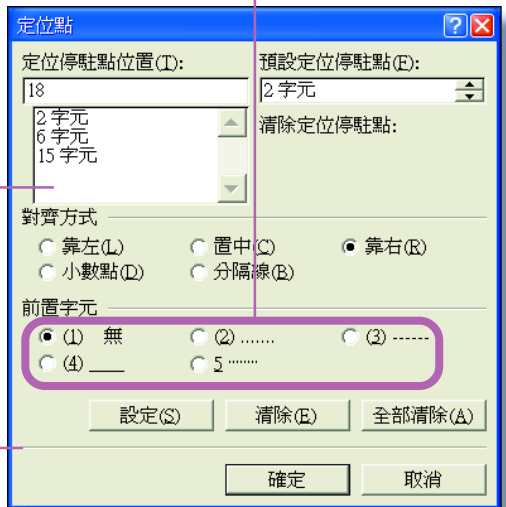 定位點
定位停駐點位置(T):
預設定位停駐點(F):
18
2 字元
2 字元
6 字元
15 字元
清除定位停駐點:
對齊方式
靠左(L) 置中(C) 靠右(R)
小數點(D) 分隔線(B)
前置字元
(1) 無 (2) ....... (3) ------
(4) ____ 5 ........
設定(S) 清除(E) 全部清除(A)
確定 取消